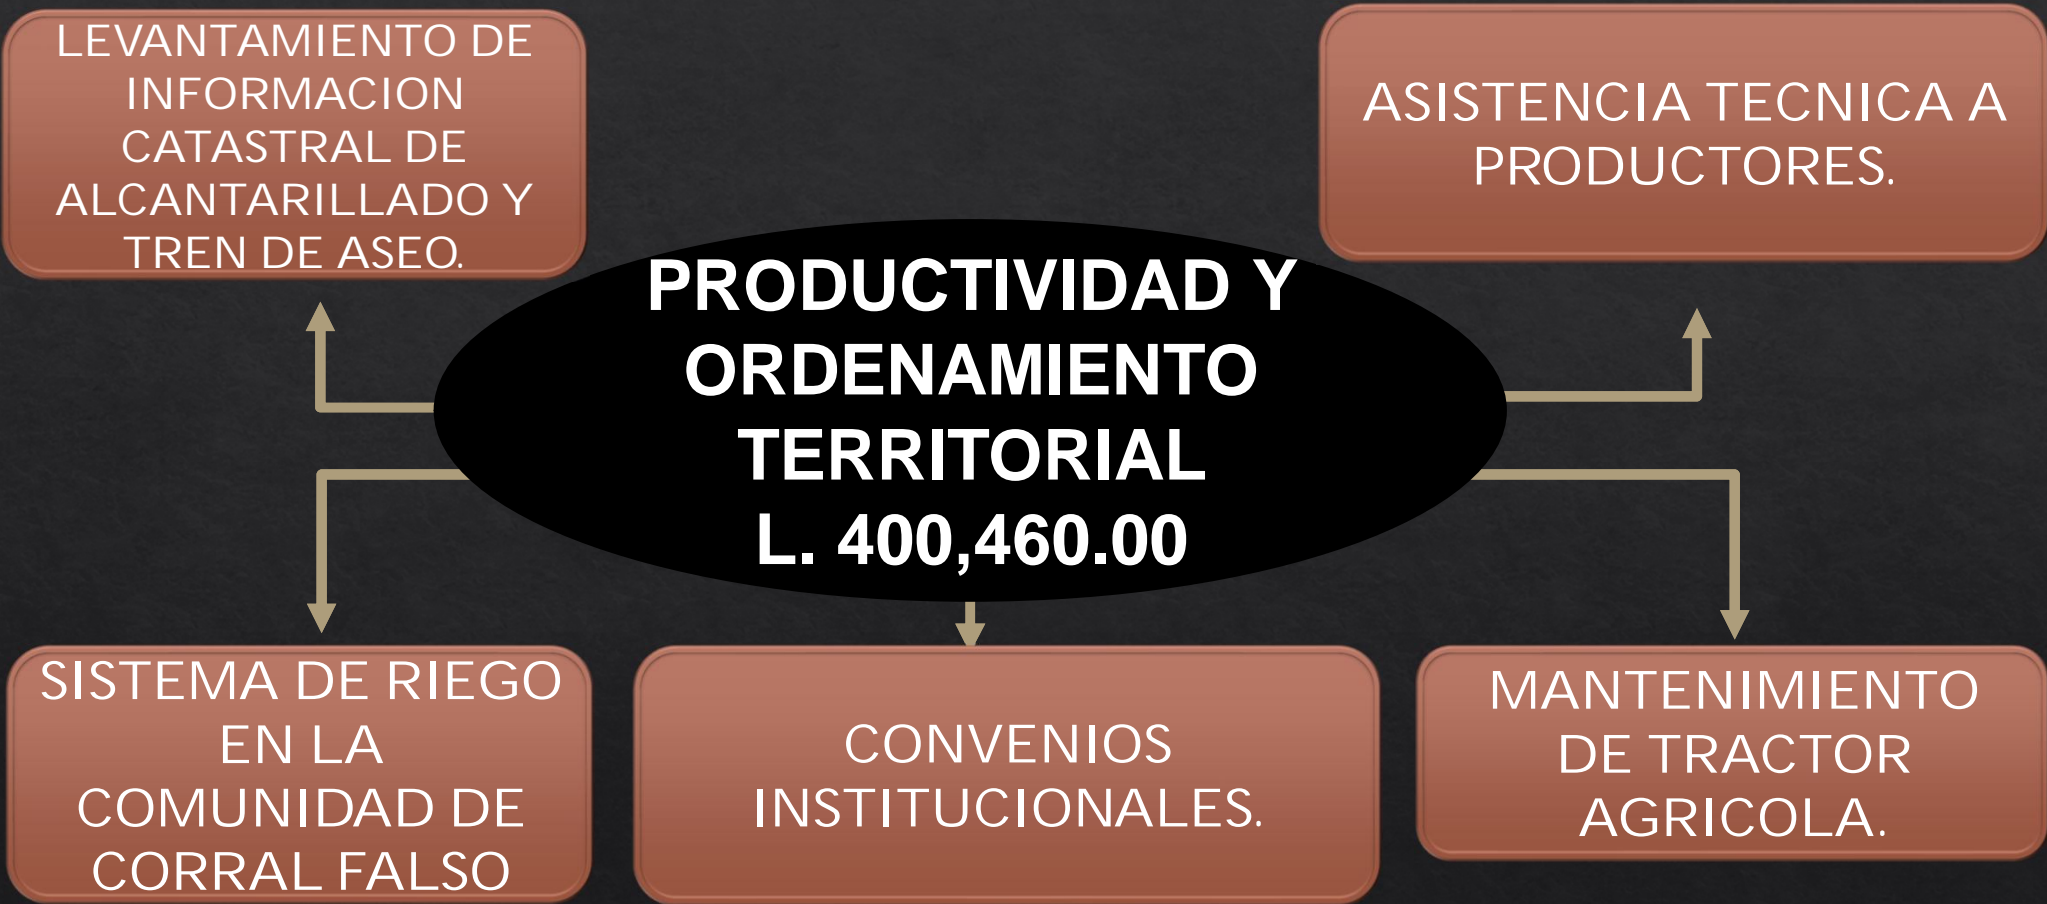 LEVANTAMIENTO DE
INFORMACION
CATASTRAL DE
ALCANTARILLADO Y
TREN DE ASEO.
ASISTENCIA TECNICA A
PRODUCTORES.
PRODUCTIVIDAD Y
ORDENAMIENTO
TERRITORIAL
L. 400,460.00
SISTEMA DE RIEGO
EN LA
COMUNIDAD DE
CORRAL FALSO
CONVENIOS
INSTITUCIONALES.
MANTENIMIENTO
DE TRACTOR
AGRICOLA.